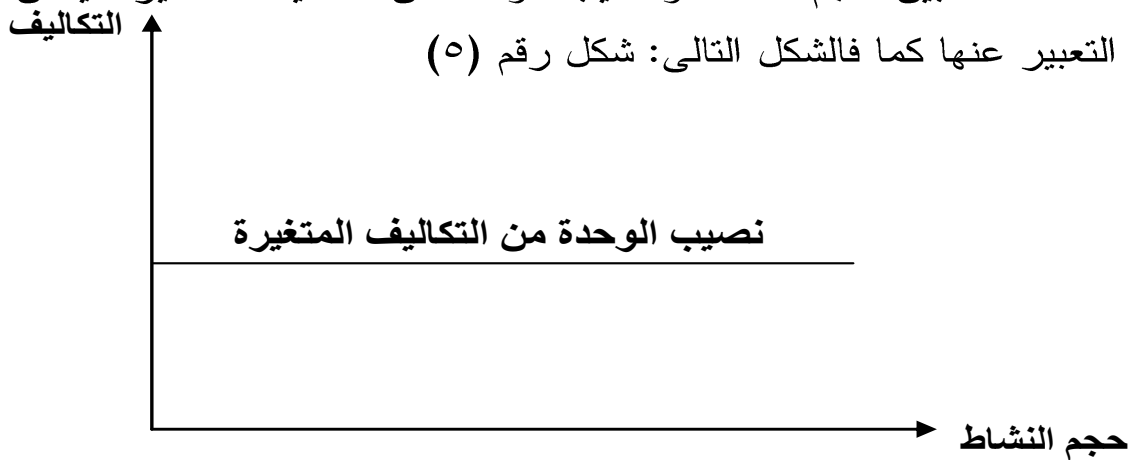 التكاليف
التعبير عنها كما فالشكل التالى: شكل رقم (٥)
نصيب الوحدة من التكاليف المتغيرة
حجم النشاط